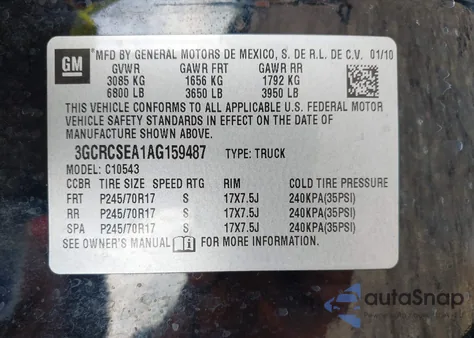 GM
MFD BY GENERAL MOTORS DE MEXICO, S. DE R.L. DE C.V. 01/10
GVWR GAWR FRT GAWR RR
3085 KG 1656 KG 1792 KG
6800 LB 3650 LB 3950 LB
THIS VEHICLE CONFORMS TO ALL APPLICABLE U.S. FEDERAL MOTOR
VEHICLE SAFETY STANDARDS IN EFFECT ON THE DATE OF
MANUFACTURE SHOWN ABOVE.
3GCRCSEA1AG159487 TYPE: TRUCK
MODEL: C10543
CCBR TIRE SIZE SPEED RTG RIM COLD TIRE PRESSURE
FRT P245/70R17 S 17X7.5J 240KPA(35PSI)
RR P245/70R17 S 17X7.5J 240KPA(35PSI)
SPA P245/70R17 S 17X7.5J 240KPA(35PSI)
SEE OWNER'S MANUAL FOR MORE INFORMATION.
autoSnap